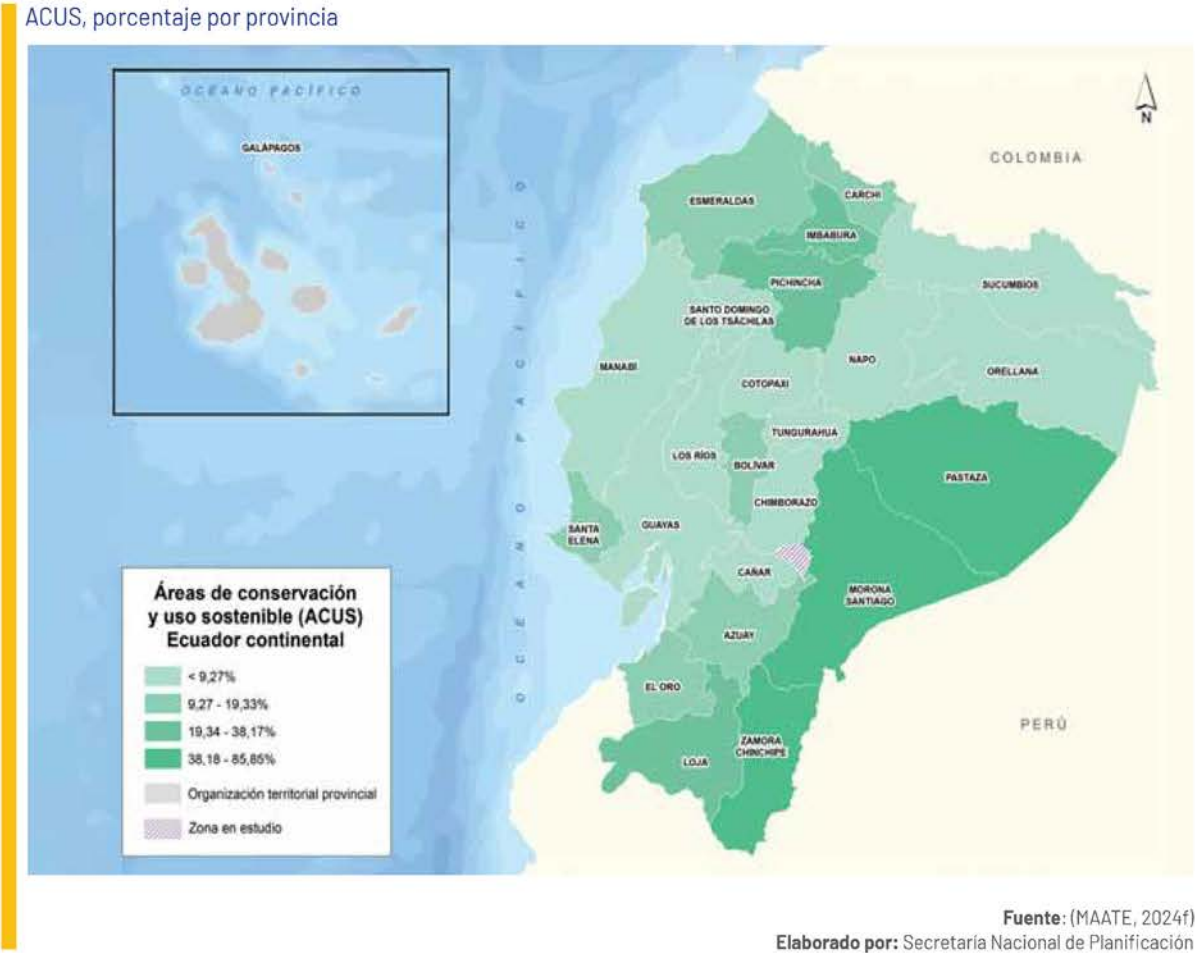 ACUS, porcentaje por provincia
OCÉANO PACÍFICO
GALÁPAGOS
N
COLOMBIA
ESMERALDAS
CARCHI
IMBABURA
PICHINCHA
SUCUMBÍOS
SANTO DOMINGO
DE LOS TSÁCHILAS
MANABÍ
NAPO
ORELLANA
COTOPAXI
TUNGURAHUA
LOS RÍOS
BOLÍVAR
PASTAZA
CHIMBORAZO
SANTA
ELENA
GUAYAS
CAÑAR
MORONA
SANTIAGO
AZUAY
EL ORO
ZAMORA
CHINCHIPE
LOJA
PERÚ
OCEANO PACIFICO
Áreas de conservación
y uso sostenible (ACUS)
Ecuador continental
< 9,27%
9,27 - 19,33%
19,34 - 38,17%
38,18 - 85,85%
Organización territorial provincial
Zona en estudio
Fuente: (MAATE, 2024f)
Elaborado por: Secretaría Nacional de Planificación